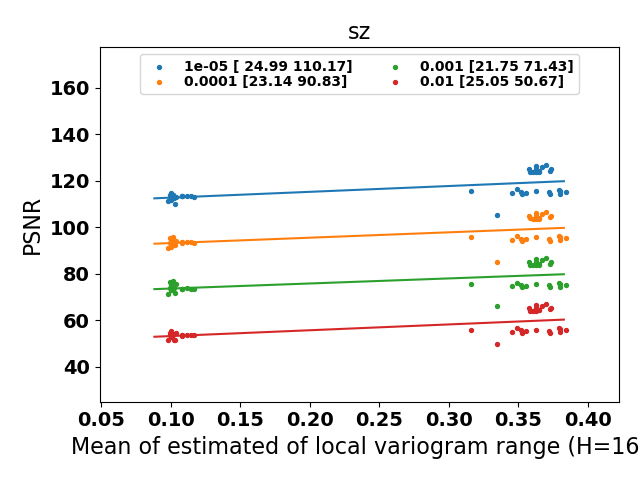 sz
1e-05 [ 24.99 110.17]
0.0001 [23.14 90.83]
0.001 [21.75 71.43]
0.01 [25.05 50.67]
PSNR
160
140
120
100
80
60
40
0.05 0.10 0.15 0.20 0.25 0.30 0.35 0.40
Mean of estimated of local variogram range (H=16